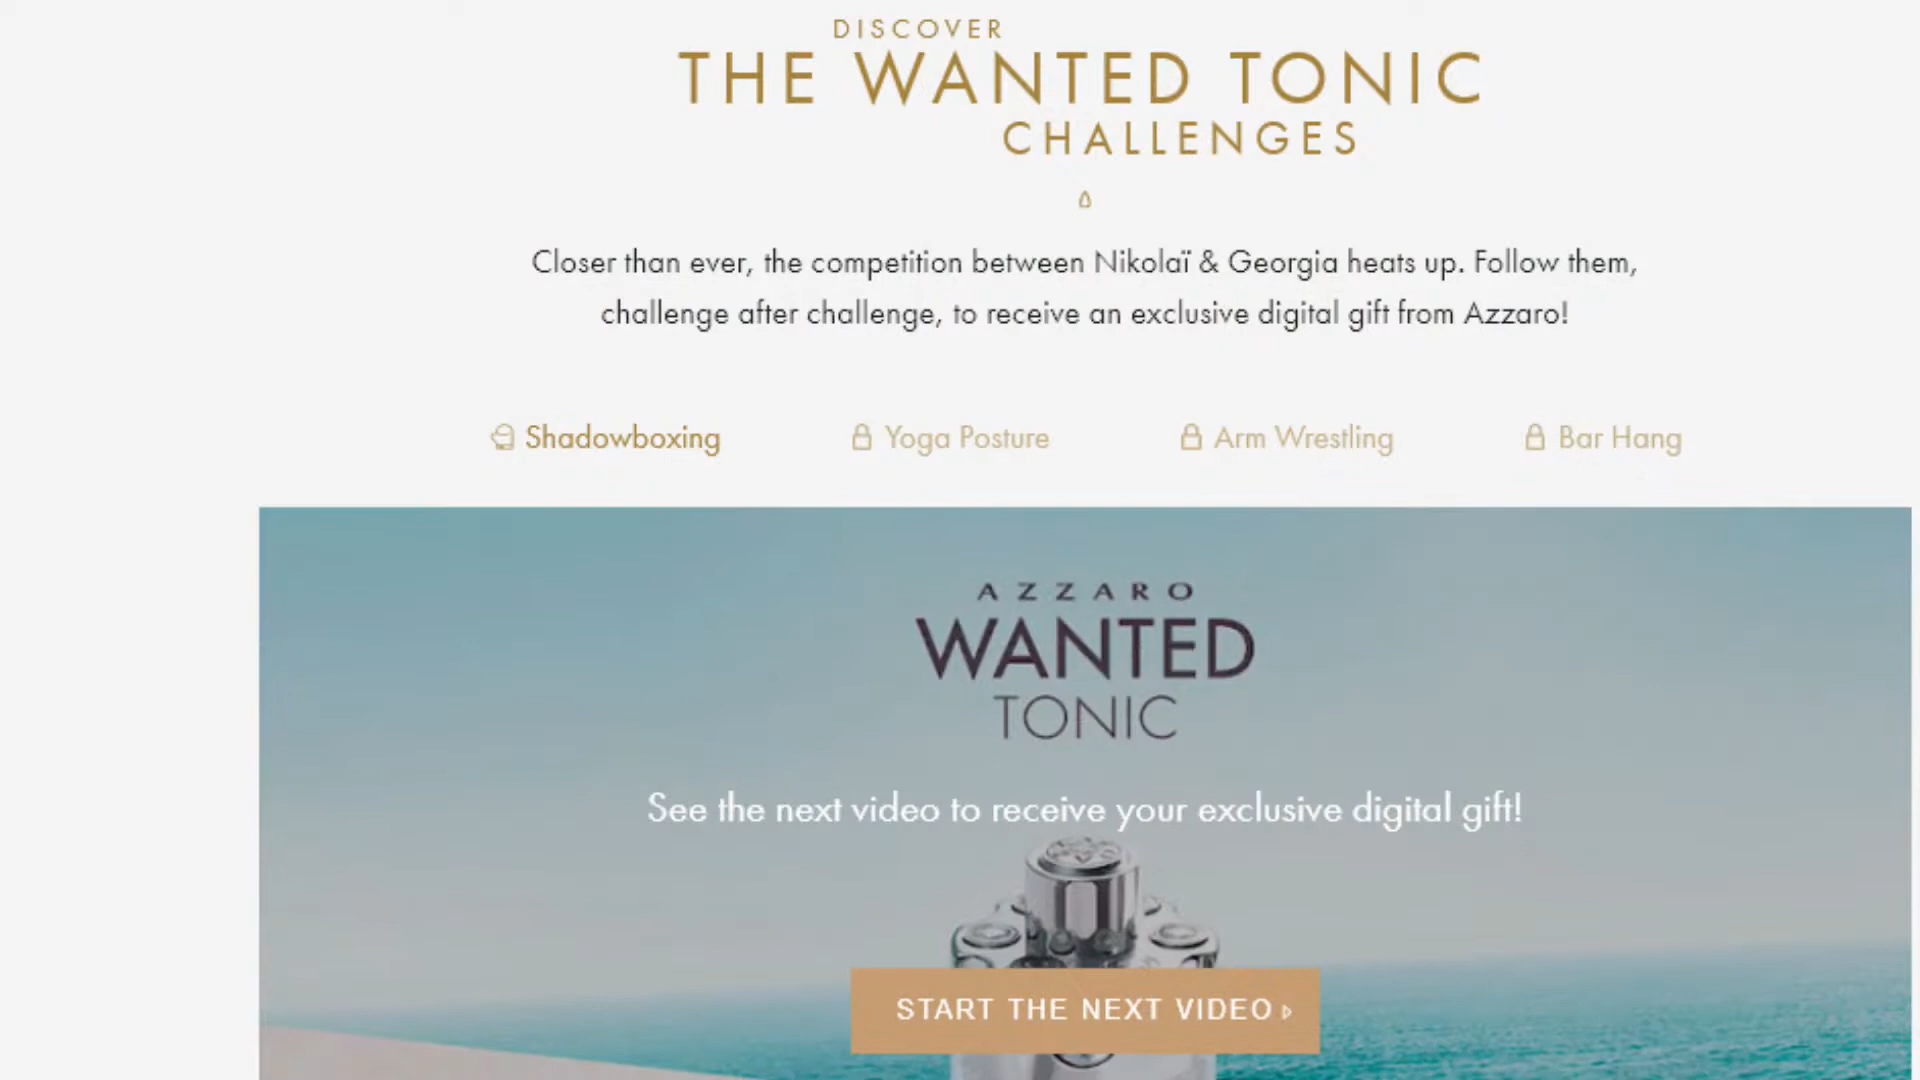 DISCOVER
THE WANTED TONIC
CHALLENGES
Closer than ever, the competition between Nikolaï & Georgia heats up. Follow them,
challenge after challenge, to receive an exclusive digital gift from Azzaro!
Shadowboxing
Yoga Posture
Arm Wrestling
Bar Hang
AZZARO
WANTED
TONIC
See the next video to receive your exclusive digital gift!
START THE NEXT VIDEO